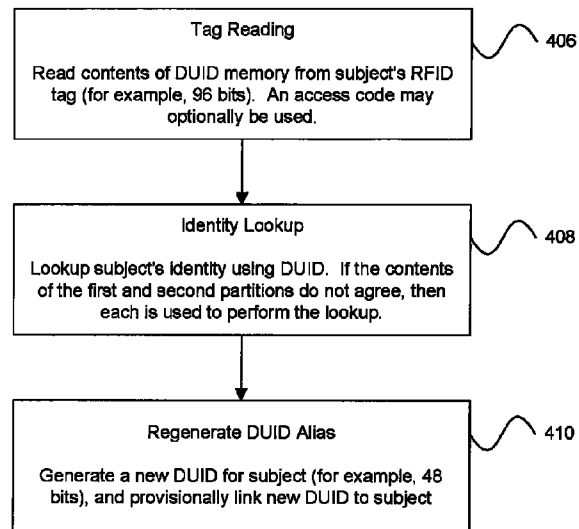 Tag Reading
406
Read contents of DUID memory from subject's RFID
tag (for example, 96 bits). An access code may
optionally be used.
Identity Lookup
408
Lookup subject's identity using DUID. If the contents
of the first and second partitions do not agree, then
each is used to perform the lookup.
Regenerate DUID Alias
410
Generate a new DUID for subject (for example, 48
bits), and provisionally link new DUID to subject